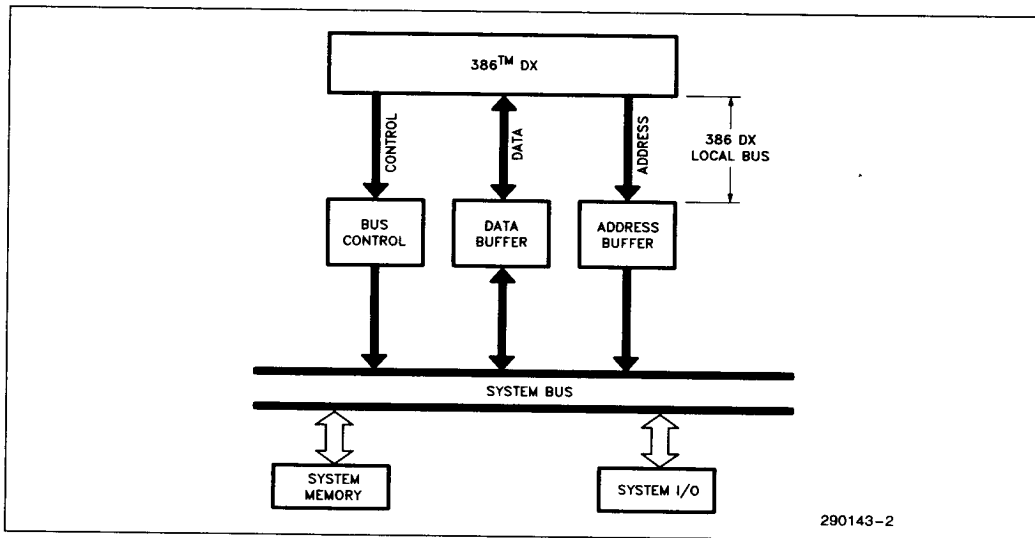 386™ DX
CONTROL
DATA
ADDRESS
386 DX
LOCAL BUS
BUS
CONTROL
DATA
BUFFER
ADDRESS
BUFFER
SYSTEM BUS
SYSTEM
MEMORY
SYSTEM I/O
290143-2